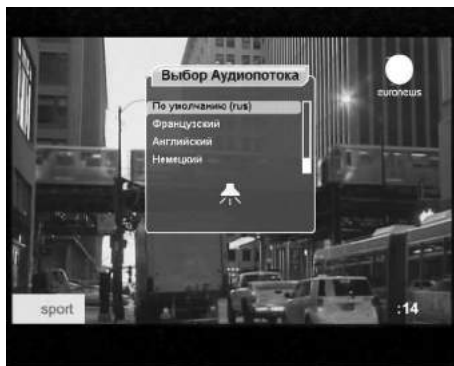 Выбор Аудиопотока
euronews
По умолчанию (rus)
Французский
Английский
Немецкий
sport
:14